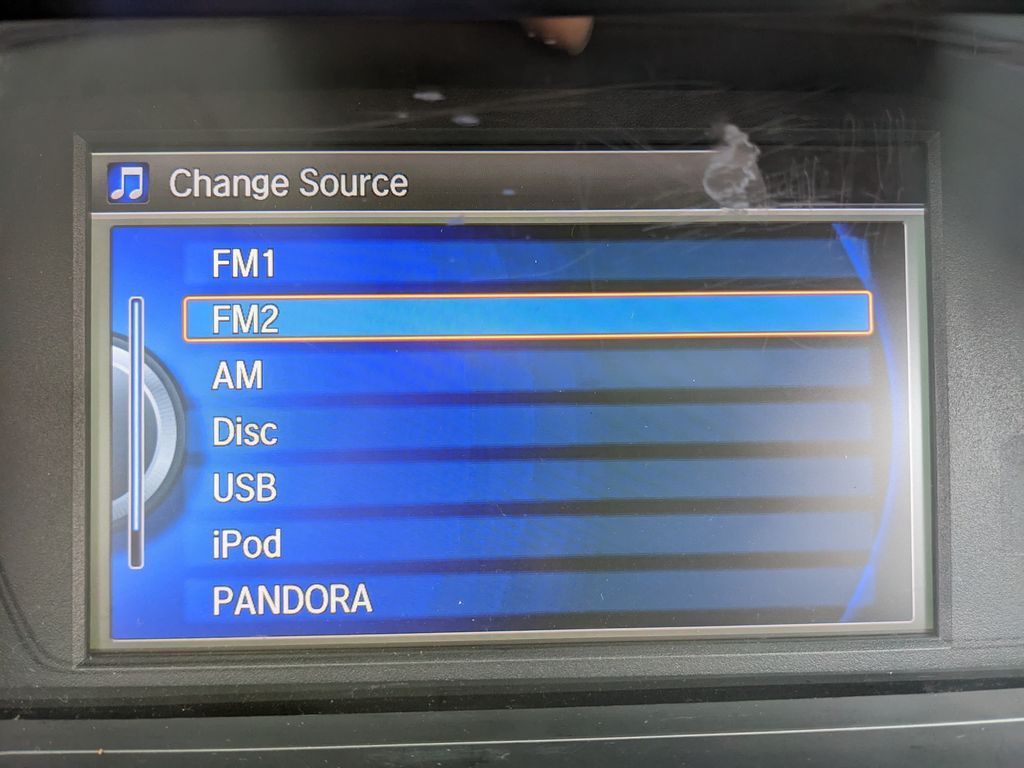 Change Source
FM1
FM2
AM
Disc
USB
iPod
PANDORA